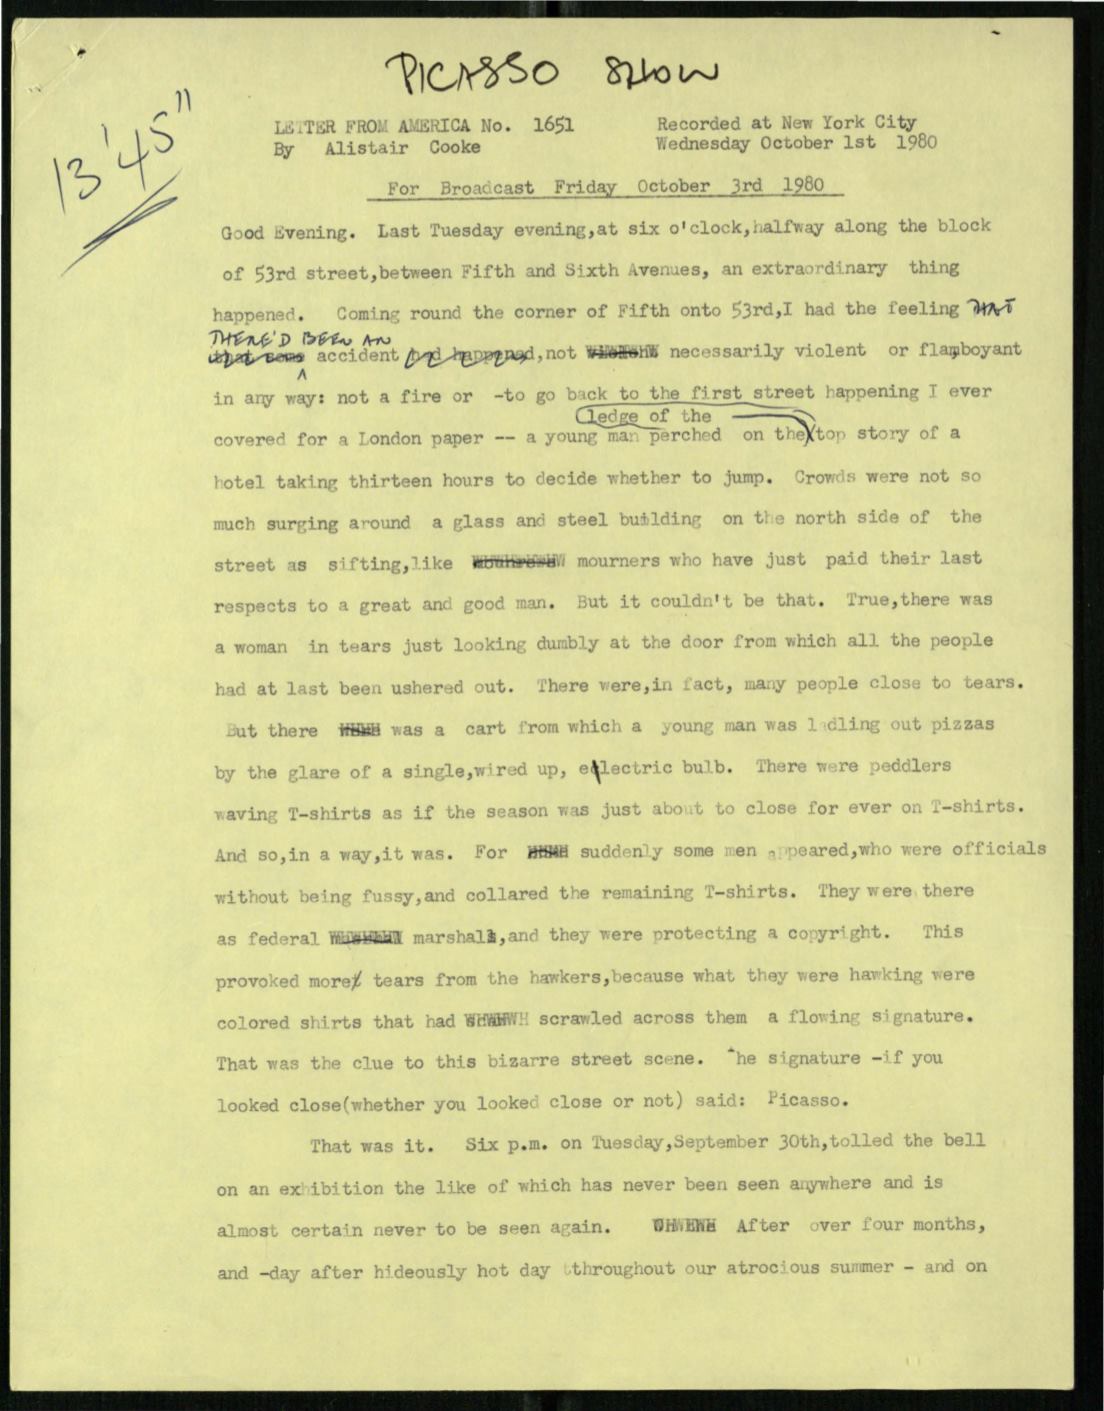 PICASSO SHOW
13'45"
LETTER FROM AMERICA No. 1651
By Alistair Cooke
Recorded at New York City
Wednesday October 1st 1980
For Broadcast Friday October 3rd 1980
Good Evening. Last Tuesday evening,at six o'clock,halfway along the block
of 53rd street,between Fifth and Sixth Avenues, an extraordinary thing
happened. Coming round the corner of Fifth onto 53rd,I had the feeling THAT
THERE'D BEEN AN
that some accident had happened,not necessarily violent or flamboyant
in any way: not a fire or -to go back to the first street happening I ever
ledge of the
covered for a London paper -- a young man perched on the top story of a
hotel taking thirteen hours to decide whether to jump. Crowds were not so
much surging around a glass and steel building on the north side of the
street as sifting,like mourners who have just paid their last
respects to a great and good man. But it couldn't be that. True,there was
a woman in tears just looking dumbly at the door from which all the people
had at last been ushered out. There were,in fact, many people close to tears.
But there was a cart from which a young man was ladling out pizzas
by the glare of a single,wired up, electric bulb. There were peddlers
waving T-shirts as if the season was just about to close for ever on T-shirts.
And so,in a way,it was. For suddenly some men appeared,who were officials
without being fussy,and collared the remaining T-shirts. They were there
as federal marshals,and they were protecting a copyright. This
provoked more tears from the hawkers,because what they were hawking were
colored shirts that had scrawled across them a flowing signature.
That was the clue to this bizarre street scene. The signature -if you
looked close(whether you looked close or not) said: Picasso.
That was it. Six p.m. on Tuesday,September 30th,tolled the bell
on an exhibition the like of which has never been seen anywhere and is
almost certain never to be seen again. After over four months,
and -day after hideously hot day tthroughout our atrocious summer - and on